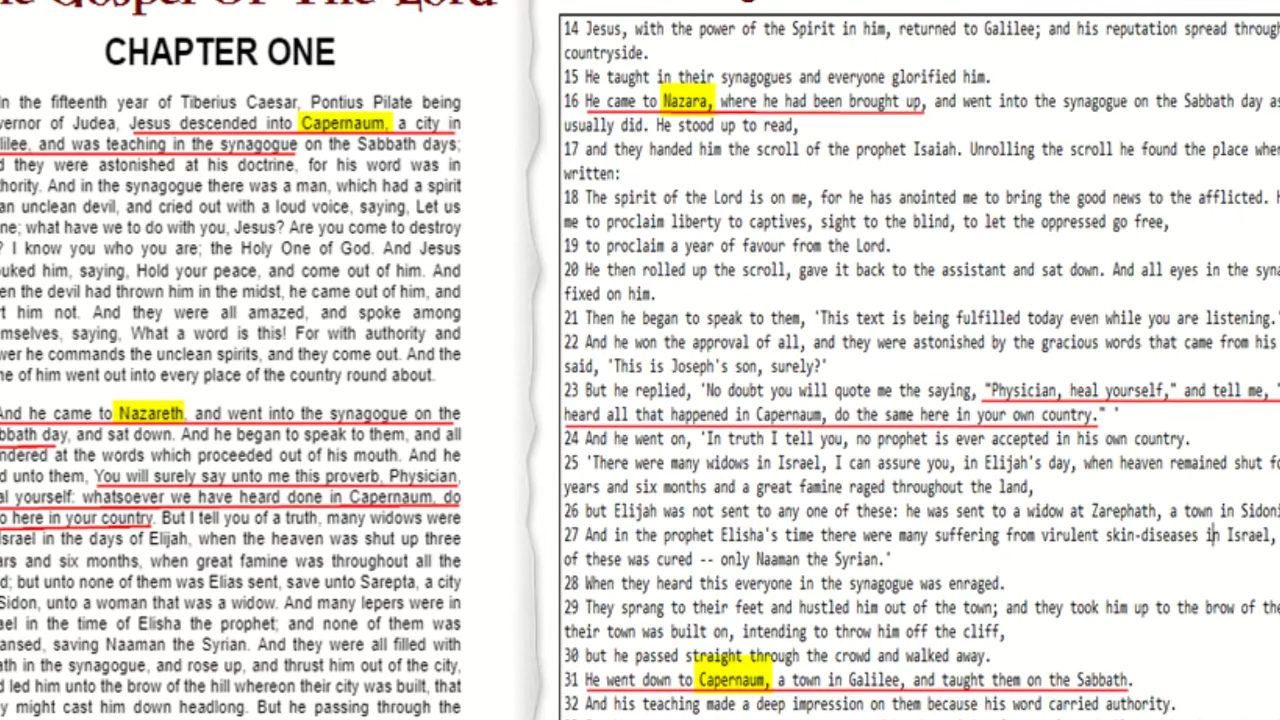 The Gospel Of The Lord
CHAPTER ONE
In the fifteenth year of Tiberius Caesar, Pontius Pilate being
vernor of Judea, Jesus descended into Capernaum, a city in
lilee, and was teaching in the synagogue on the Sabbath days;
d they were astonished at his doctrine, for his word was in
thority. And in the synagogue there was a man, which had a spirit
an unclean devil, and cried out with a loud voice, saying, Let us
ne; what have we to do with you, Jesus? Are you come to destroy
? I know you who you are; the Holy One of God. And Jesus
ouked him, saying, Hold your peace, and come out of him. And
en the devil had thrown him in the midst, he came out of him, and
rt him not. And they were all amazed, and spoke among
mselves, saying, What a word is this! For with authority and
wer he commands the unclean spirits, and they come out. And the
ne of him went out into every place of the country round about.
And he came to Nazareth, and went into the synagogue on the
bbath day, and sat down. And he began to speak to them, and all
ndered at the words which proceeded out of his mouth. And he
d unto them, You will surely say unto me this proverb, Physician,
al yourself: whatsoever we have heard done in Capernaum, do
o here in your country. But I tell you of a truth, many widows were
Israel in the days of Elijah, when the heaven was shut up three
ars and six months, when great famine was throughout all the
d; but unto none of them was Elias sent, save unto Sarepta, a city
Sidon, unto a woman that was a widow. And many lepers were in
ael in the time of Elisha the prophet; and none of them was
ansed, saving Naaman the Syrian. And they were all filled with
ath in the synagogue, and rose up, and thrust him out of the city,
d led him unto the brow of the hill whereon their city was built, that
y might cast him down headlong. But he passing through the
14 Jesus, with the power of the Spirit in him, returned to Galilee; and his reputation spread through
countryside.
15 He taught in their synagogues and everyone glorified him.
16 He came to Nazara, where he had been brought up, and went into the synagogue on the Sabbath day as
usually did. He stood up to read,
17 and they handed him the scroll of the prophet Isaiah. Unrolling the scroll he found the place wher
written:
18 The spirit of the Lord is on me, for he has anointed me to bring the good news to the afflicted. H
me to proclaim liberty to captives, sight to the blind, to let the oppressed go free,
19 to proclaim a year of favour from the Lord.
20 He then rolled up the scroll, gave it back to the assistant and sat down. And all eyes in the syna
fixed on him.
21 Then he began to speak to them, 'This text is being fulfilled today even while you are listening.'
22 And he won the approval of all, and they were astonished by the gracious words that came from his
said, 'This is Joseph's son, surely?'
23 But he replied, 'No doubt you will quote me the saying, "Physician, heal yourself," and tell me, "
heard all that happened in Capernaum, do the same here in your own country." '
24 And he went on, 'In truth I tell you, no prophet is ever accepted in his own country.
25 'There were many widows in Israel, I can assure you, in Elijah's day, when heaven remained shut fo
years and six months and a great famine raged throughout the land,
26 but Elijah was not sent to any one of these: he was sent to a widow at Zarephath, a town in Sidoni
27 And in the prophet Elisha's time there were many suffering from virulent skin-diseases in Israel,
of these was cured -- only Naaman the Syrian.'
28 When they heard this everyone in the synagogue was enraged.
29 They sprang to their feet and hustled him out of the town; and they took him up to the brow of the
their town was built on, intending to throw him off the cliff,
30 but he passed straight through the crowd and walked away.
31 He went down to Capernaum, a town in Galilee, and taught them on the Sabbath.
32 And his teaching made a deep impression on them because his word carried authority.